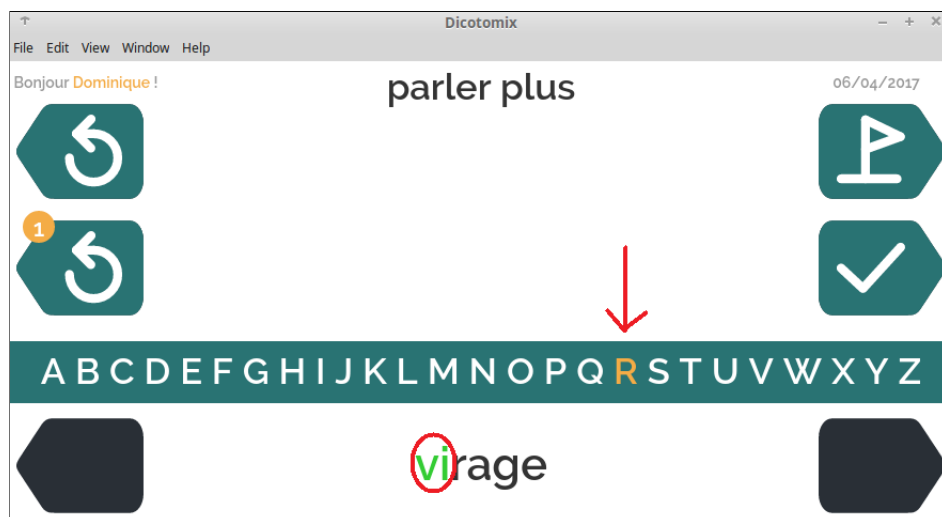 Dicotomix
File Edit View Window Help
Bonjour Dominique !
parler plus
06/04/2017
1
A B C D E F G H I J K L M N O P Q R S T U V W X Y Z
virage